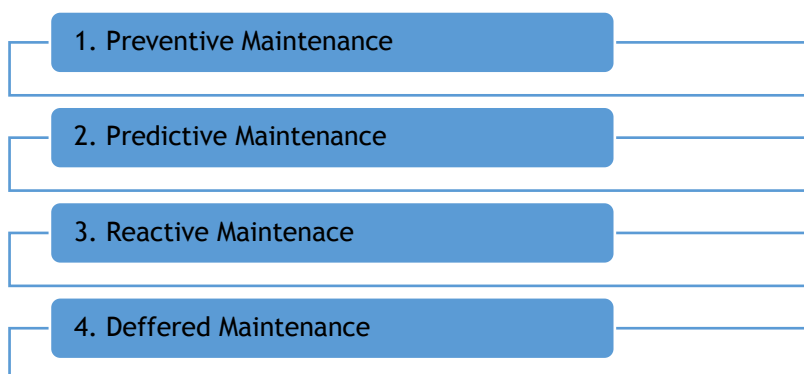 1. Preventive Maintenance
2. Predictive Maintenance
3. Reactive Maintenace
4. Deffered Maintenance